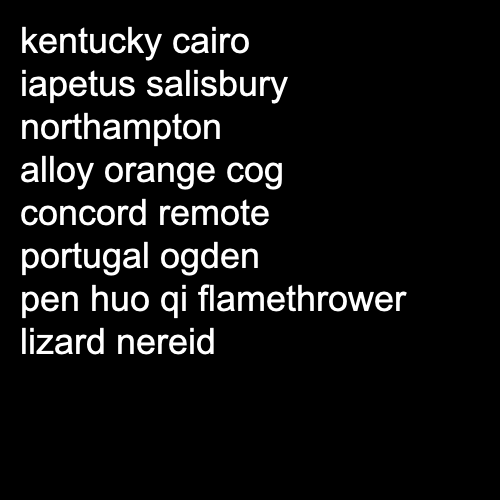 kentucky cairo
iapetus salisbury
northampton
alloy orange cog
concord remote
portugal ogden
pen huo qi flamethrower
lizard nereid